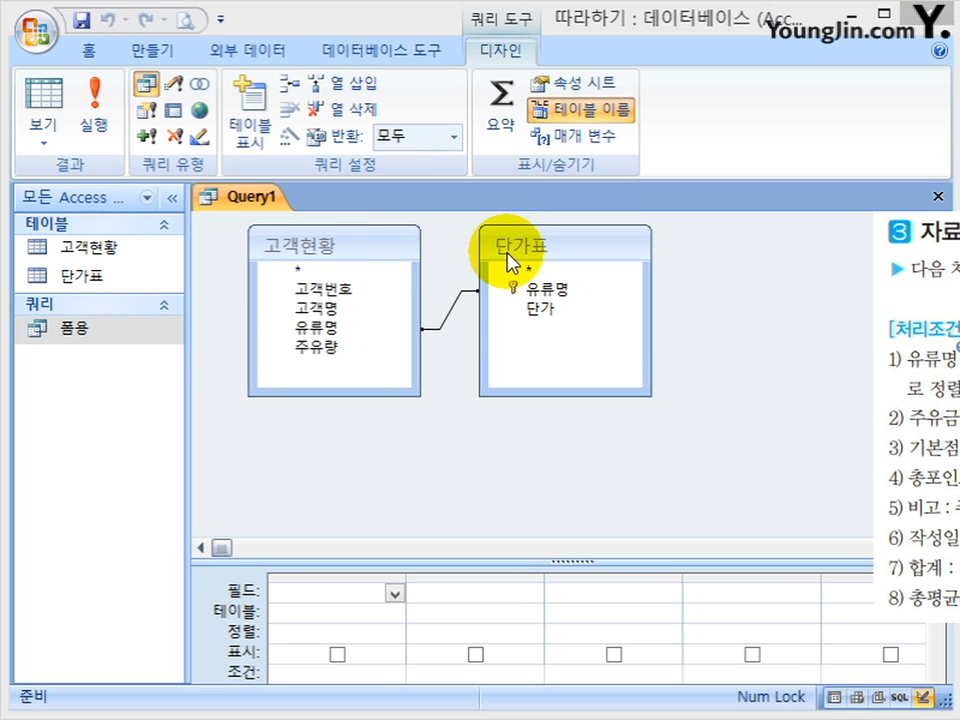 쿼리 도구
따라하기 : 데이터베이스 (Acc...
YoungJin.com Y.
홈 만들기 외부 데이터 데이터베이스 도구 디자인
보기
실행
결과
쿼리 유형
테이블
표시
열 삽입
열 삭제
반환: 모두
쿼리 설정
요약
속성 시트
테이블 이름
매개 변수
표시/숨기기
모든 Access ...
Query1
테이블
고객현황
단가표
쿼리
폼용
고객현황
*
고객번호
고객명
유류명
주유량
단가표
*
유류명
단가
3 자료
다음 처
[처리조건
1) 유류명
로 정렬
2) 주유금
3) 기본점
4) 총포인
5) 비고 : 주
6) 작성일
7) 합계 :
8) 총평균
필드:
테이블:
정렬:
표시:
조건:
준비
Num Lock
SQL